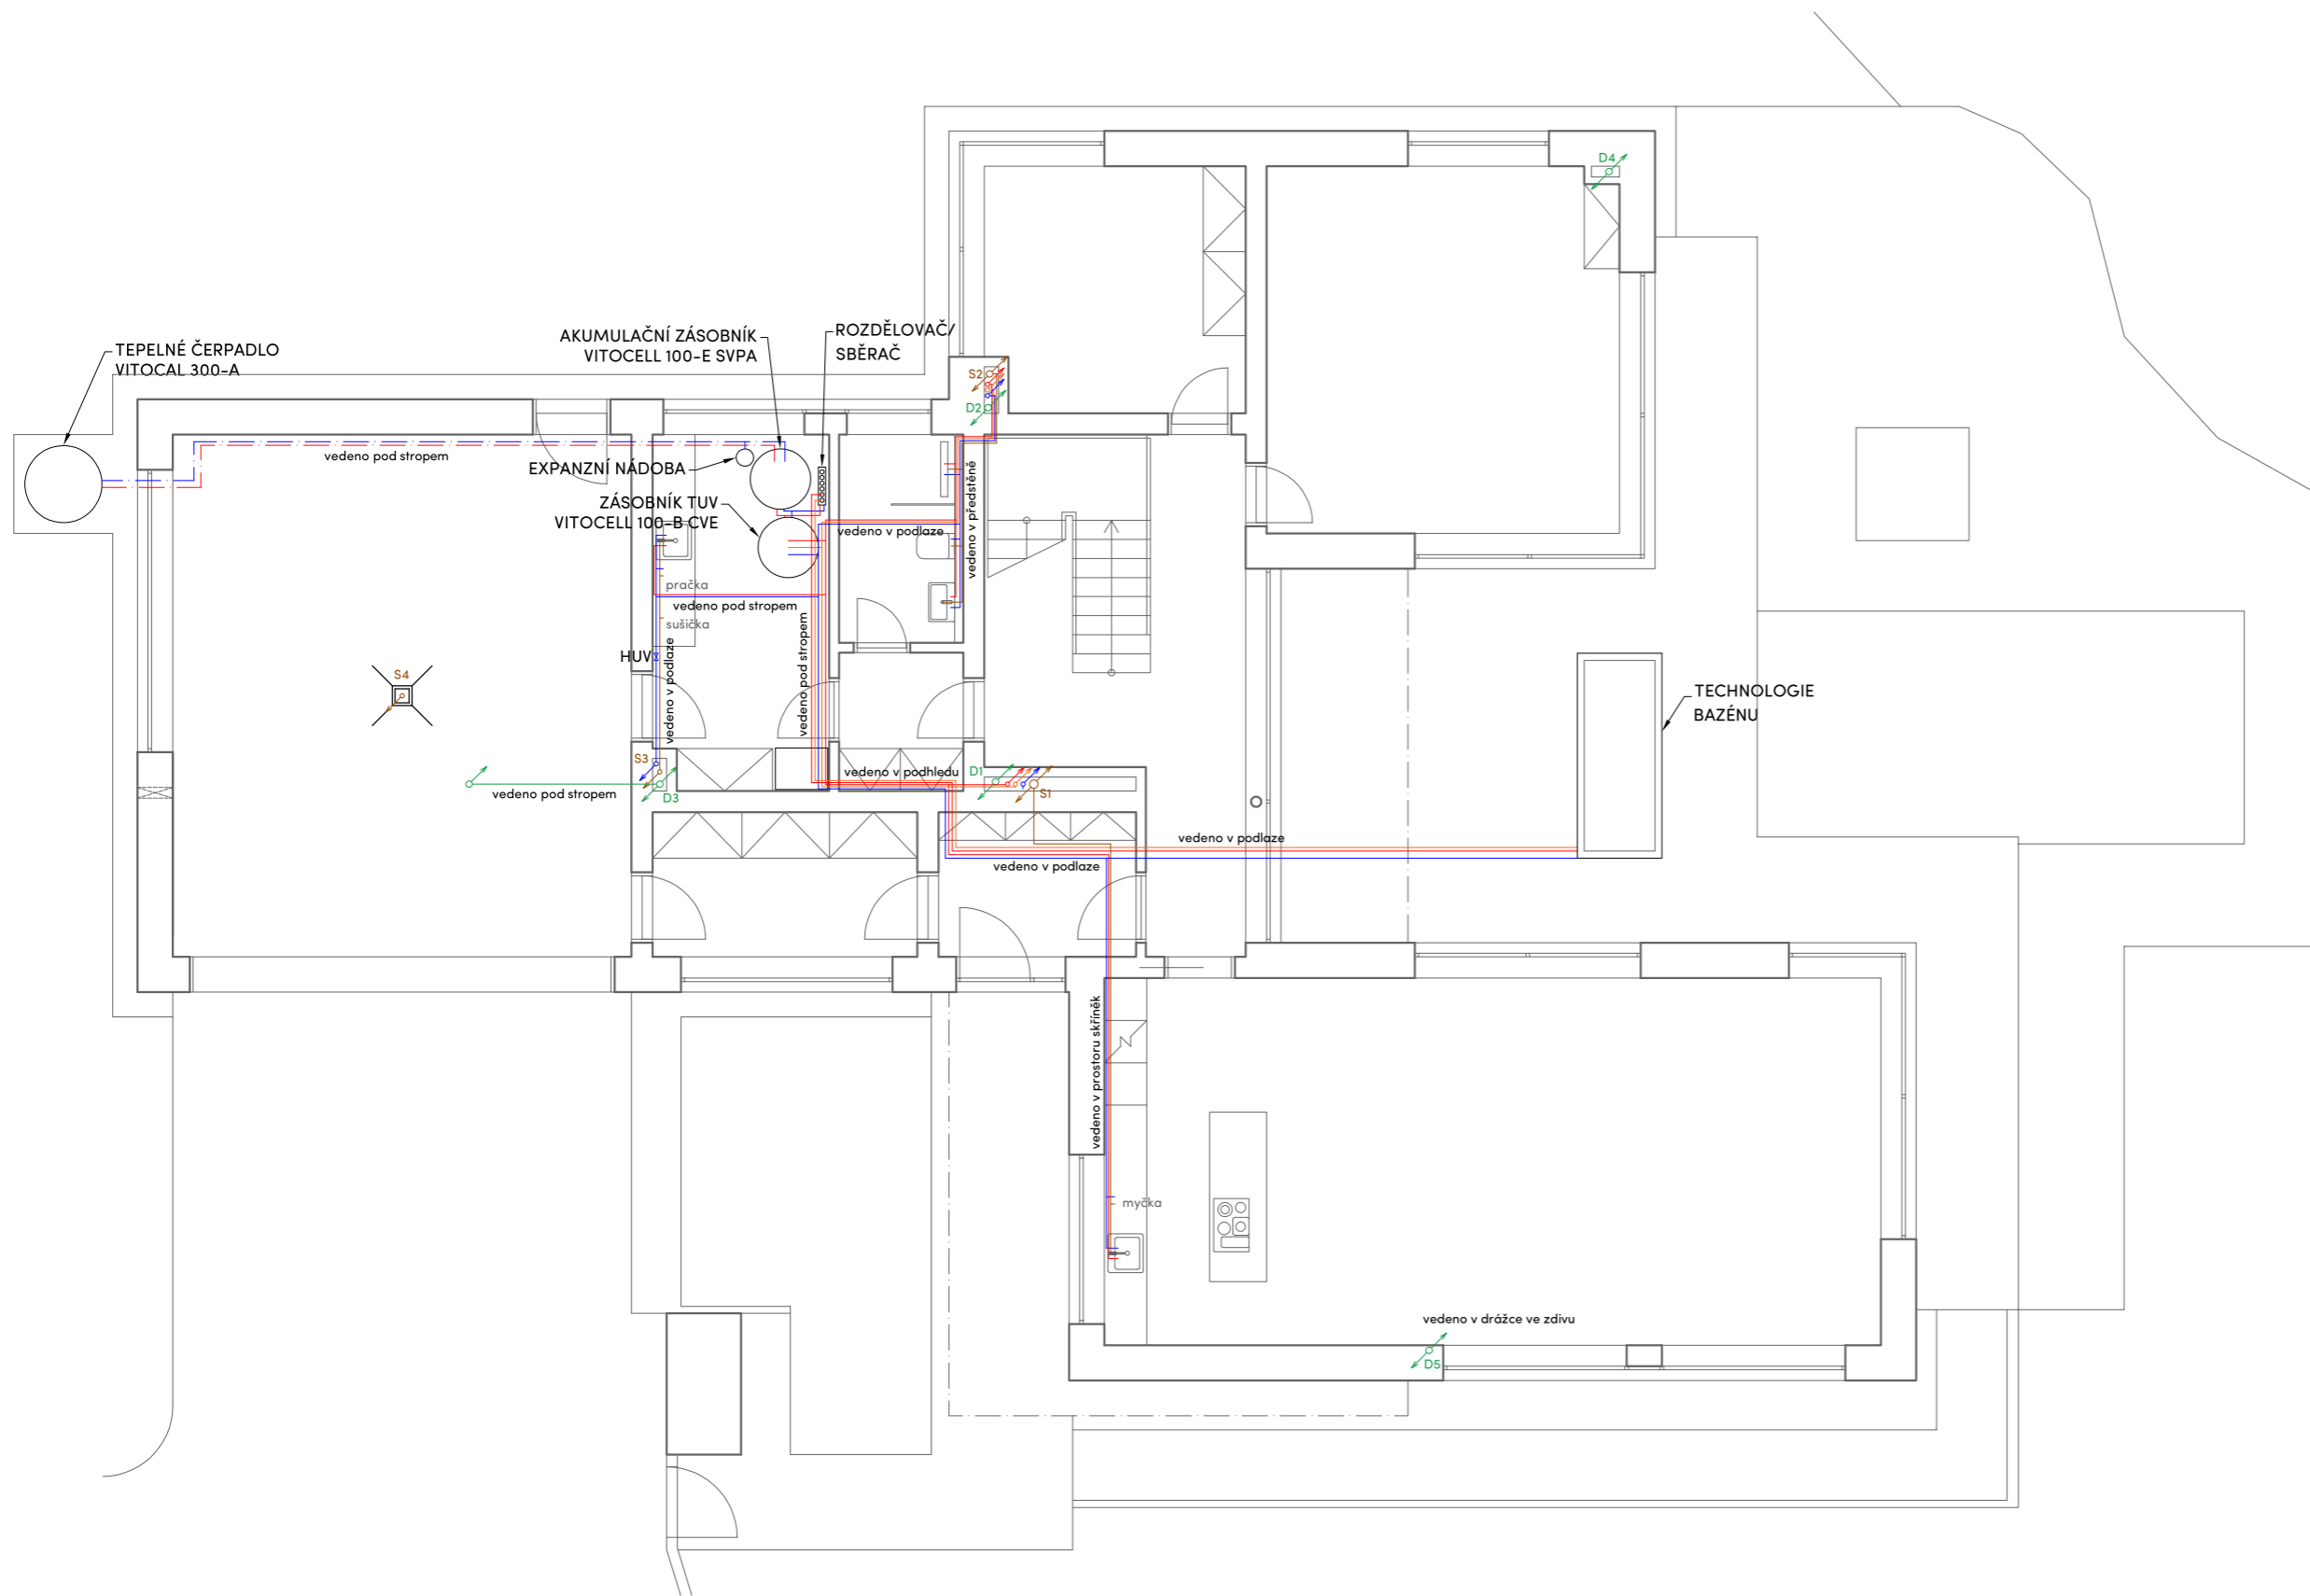 D4
TEPELNÉ ČERPADLO
VITOCAL 300-A
AKUMULAČNÍ ZÁSOBNÍK
VITOCELL 100-E SVPA
ROZDĚLOVAČ/
SBĚRAČ
S2
D2
vedeno pod stropem
EXPANZNÍ NÁDOBA
ZÁSOBNÍK TUV
VITOCELL 100-B CVE
vedeno v podlaze
vedeno v předstěně
pračka
vedeno pod stropem
sušička
HUV
vedeno v podlaze
vedeno pod stropem
S4
TECHNOLOGIE
BAZÉNU
S3
D3
vedeno pod stropem
vedeno v podhledu
D1
S1
vedeno v podlaze
vedeno v podlaze
vedeno v prostoru skříněk
myčka
vedeno v drážce ve zdivu
D5